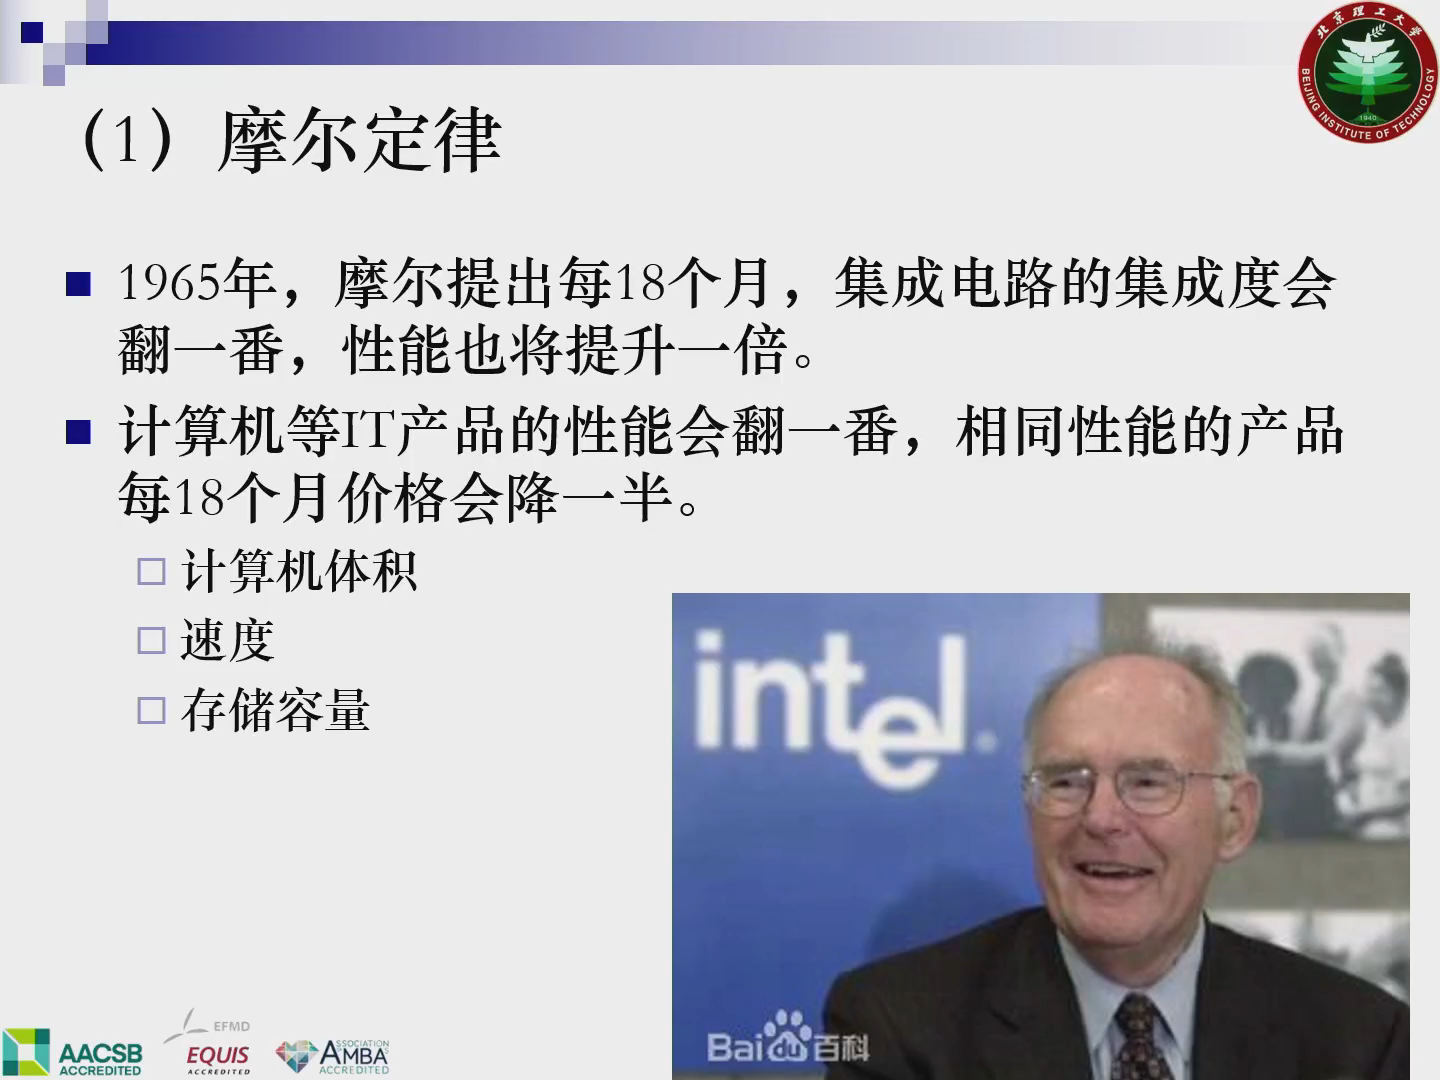 北京理工大学
BEIJING INSTITUTE OF TECHNOLOGY
1940
（1）摩尔定律
1965年，摩尔提出每18个月，集成电路的集成度会
翻一番，性能也将提升一倍。
计算机等IT产品的性能会翻一番，相同性能的产品
每18个月价格会降一半。
计算机体积
速度
存储容量
intel
Bai du 百科
AACSB
ACCREDITED
EFMD
EQUIS
ACCREDITED
ASSOCIATION
AMBA
ACCREDITED